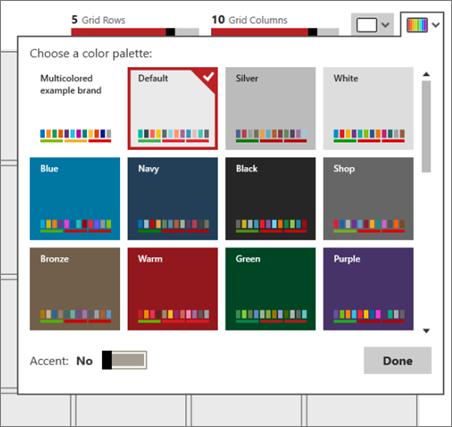 5 Grid Rows 10 Grid Columns
Choose a color palette:
Multicolored
example brand
Default
Silver
White
Blue
Navy
Black
Shop
Bronze
Warm
Green
Purple
Accent: No
Done